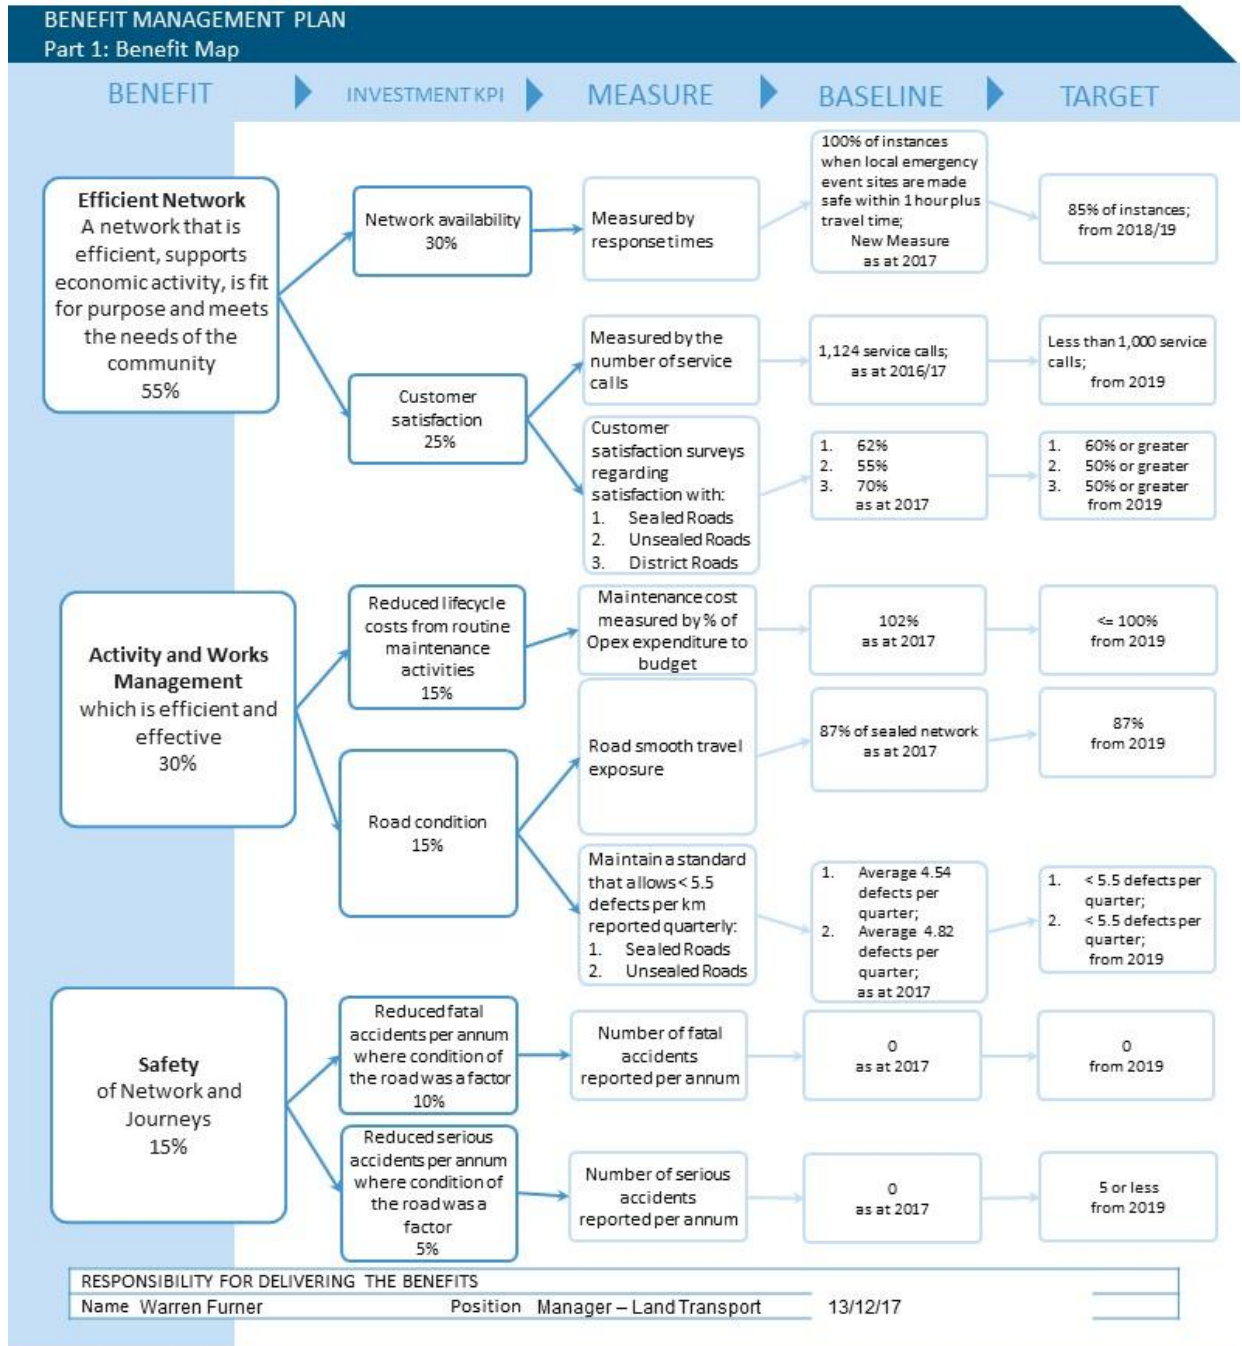 BENEFIT MANAGEMENT PLAN
Part 1: Benefit Map
BENEFIT
INVESTMENT KPI
MEASURE
BASELINE
TARGET
Efficient Network
A network that is
efficient, supports
economic activity, is fit
for purpose and meets
the needs of the
community
55%
Network availability
30%
Measured by
response times
100% of instances
when local emergency
event sites are made
safe within 1 hour plus
travel time;
New Measure
as at 2017
85% of instances;
from 2018/19
Customer
satisfaction
25%
Measured by the
number of service
calls
1,124 service calls;
as at 2016/17
Less than 1,000 service
calls;
from 2019
Customer
satisfaction surveys
regarding
satisfaction with:
1. Sealed Roads
2. Unsealed Roads
3. District Roads
1. 62%
2. 55%
3. 70%
as at 2017
1. 60% or greater
2. 50% or greater
3. 50% or greater
from 2019
Activity and Works
Management
which is efficient and
effective
30%
Reduced lifecycle
costs from routine
maintenance
activities
15%
Maintenance cost
measured by % of
Opex expenditure to
budget
102%
as at 2017
<= 100%
from 2019
Road condition
15%
Road smooth travel
exposure
87% of sealed network
as at 2017
87%
from 2019
Maintain a standard
that allows < 5.5
defects per km
reported quarterly:
1. Sealed Roads
2. Unsealed Roads
1. Average 4.54
defects per
quarter;
2. Average 4.82
defects per
quarter;
as at 2017
1. < 5.5 defects per
quarter;
2. < 5.5 defects per
quarter;
from 2019
Safety
of Network and
Journeys
15%
Reduced fatal
accidents per annum
where condition of
the road was a factor
10%
Number of fatal
accidents
reported per annum
0
as at 2017
0
from 2019
Reduced serious
accidents per annum
where condition of
the road was a
factor
5%
Number of serious
accidents
reported per annum
0
as at 2017
5 or less
from 2019
RESPONSIBILITY FOR DELIVERING THE BENEFITS
Name Warren Furner Position Manager – Land Transport 13/12/17